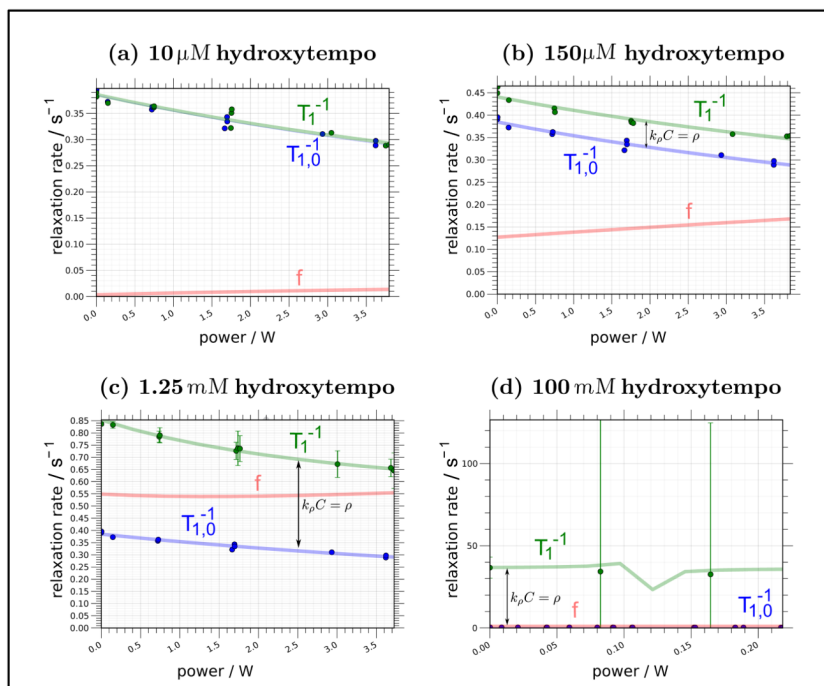 (a) 10 μM hydroxytempo
relaxation rate / s⁻¹
0.35
0.30
0.25
0.20
0.15
0.10
0.05
0.00
T₁⁻¹
T₁,₀⁻¹
f
0.0
0.5
1.0
1.5
2.0
2.5
3.0
3.5
power / W
(b) 150μM hydroxytempo
relaxation rate / s⁻¹
0.45
0.40
0.35
0.30
0.25
0.20
0.15
0.10
0.05
0.00
T₁⁻¹
kρC = ρ
T₁,₀⁻¹
f
0.0
0.5
1.0
1.5
2.0
2.5
3.0
3.5
power / W
(c) 1.25 mM hydroxytempo
relaxation rate / s⁻¹
0.85
0.80
0.75
0.70
0.65
0.60
0.55
0.50
0.45
0.40
0.35
0.30
0.25
0.20
0.15
0.10
0.05
0.00
T₁⁻¹
f
kρC = ρ
T₁,₀⁻¹
0.0
0.5
1.0
1.5
2.0
2.5
3.0
3.5
power / W
(d) 100 mM hydroxytempo
relaxation rate / s⁻¹
100
80
60
40
20
0
T₁⁻¹
kρC = ρ
f
T₁,₀⁻¹
0.00
0.05
0.10
0.15
0.20
power / W